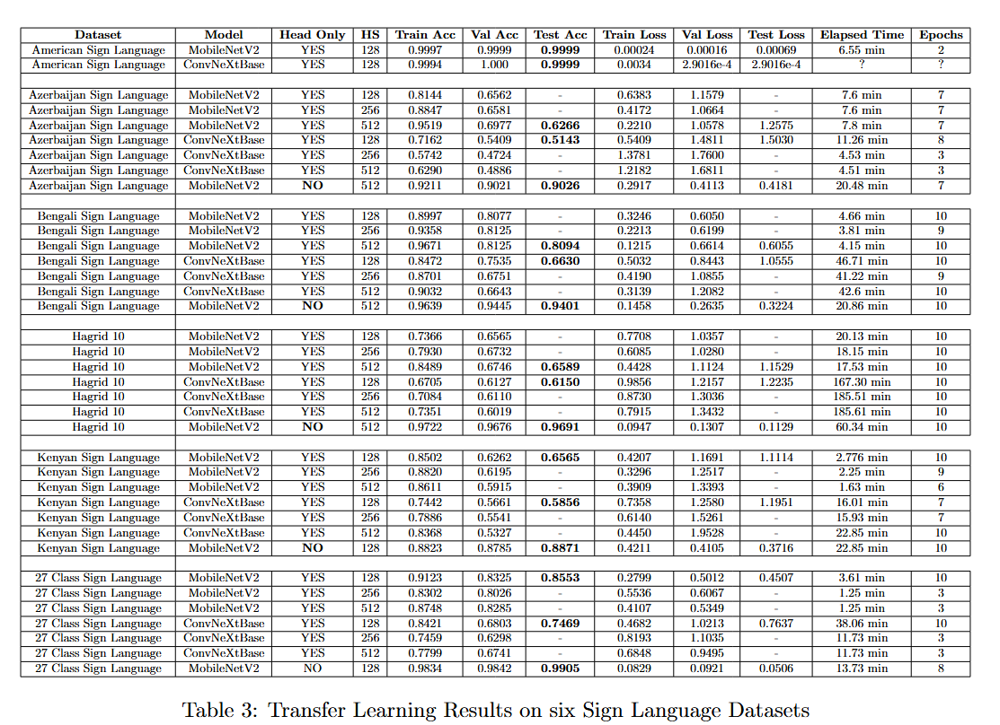 Dataset Model Head Only HS Train Acc Val Acc Test Acc Train Loss Val Loss Test Loss Elapsed Time Epochs
American Sign Language MobileNetV2 YES 128 0.9997 0.9999 0.9999 0.00024 0.00016 0.00069 6.55 min 2
American Sign Language ConvNeXtBase YES 128 0.9994 1.000 0.9999 0.0034 2.9016e-4 2.9016e-4 ? ?
Azerbaijan Sign Language MobileNetV2 YES 128 0.8144 0.6562 - 0.6383 1.1579 - 7.6 min 7
Azerbaijan Sign Language MobileNetV2 YES 256 0.8847 0.6581 - 0.4172 1.0664 - 7.6 min 7
Azerbaijan Sign Language MobileNetV2 YES 512 0.9519 0.6977 0.6266 0.2210 1.0578 1.2575 7.8 min 7
Azerbaijan Sign Language ConvNeXtBase YES 128 0.7162 0.5409 0.5143 0.5409 1.4811 1.5030 11.26 min 8
Azerbaijan Sign Language ConvNeXtBase YES 256 0.5742 0.4724 - 1.3781 1.7600 - 4.53 min 3
Azerbaijan Sign Language ConvNeXtBase YES 512 0.6290 0.4886 - 1.2182 1.6811 - 4.51 min 3
Azerbaijan Sign Language MobileNetV2 NO 512 0.9211 0.9021 0.9026 0.2917 0.4113 0.4181 20.48 min 7
Bengali Sign Language MobileNetV2 YES 128 0.8997 0.8077 - 0.3246 0.6050 - 4.66 min 10
Bengali Sign Language MobileNetV2 YES 256 0.9358 0.8125 - 0.2213 0.6199 - 3.81 min 9
Bengali Sign Language MobileNetV2 YES 512 0.9671 0.8125 0.8094 0.1215 0.6614 0.6055 4.15 min 10
Bengali Sign Language ConvNeXtBase YES 128 0.8472 0.7535 0.6630 0.5032 0.8443 1.0555 46.71 min 10
Bengali Sign Language ConvNeXtBase YES 256 0.8701 0.6751 - 0.4190 1.0855 - 41.22 min 9
Bengali Sign Language ConvNeXtBase YES 512 0.9032 0.6643 - 0.3139 1.2082 - 42.6 min 10
Bengali Sign Language MobileNetV2 NO 512 0.9639 0.9445 0.9401 0.1458 0.2635 0.3224 20.86 min 10
Hagrid 10 MobileNetV2 YES 128 0.7366 0.6565 - 0.7708 1.0357 - 20.13 min 10
Hagrid 10 MobileNetV2 YES 256 0.7930 0.6732 - 0.6085 1.0280 - 18.15 min 10
Hagrid 10 MobileNetV2 YES 512 0.8489 0.6746 0.6589 0.4428 1.1124 1.1529 17.53 min 10
Hagrid 10 ConvNeXtBase YES 128 0.6705 0.6127 0.6150 0.9856 1.2157 1.2235 167.30 min 10
Hagrid 10 ConvNeXtBase YES 256 0.7084 0.6110 - 0.8730 1.3036 - 185.51 min 10
Hagrid 10 ConvNeXtBase YES 512 0.7351 0.6019 - 0.7915 1.3432 - 185.61 min 10
Hagrid 10 MobileNetV2 NO 512 0.9722 0.9676 0.9691 0.0947 0.1307 0.1129 60.34 min 10
Kenyan Sign Language MobileNetV2 YES 128 0.8502 0.6262 0.6565 0.4207 1.1691 1.1114 2.776 min 10
Kenyan Sign Language MobileNetV2 YES 256 0.8820 0.6195 - 0.3296 1.2517 - 2.25 min 9
Kenyan Sign Language MobileNetV2 YES 512 0.8611 0.5915 - 0.3909 1.3393 - 1.63 min 6
Kenyan Sign Language ConvNeXtBase YES 128 0.7442 0.5661 0.5856 0.7358 1.2580 1.1951 16.01 min 7
Kenyan Sign Language ConvNeXtBase YES 256 0.7886 0.5541 - 0.6140 1.5261 - 15.93 min 7
Kenyan Sign Language ConvNeXtBase YES 512 0.8368 0.5327 - 0.4450 1.9528 - 22.85 min 10
Kenyan Sign Language MobileNetV2 NO 128 0.8823 0.8785 0.8871 0.4211 0.4105 0.3716 22.85 min 10
27 Class Sign Language MobileNetV2 YES 128 0.9123 0.8325 0.8553 0.2799 0.5012 0.4507 3.61 min 10
27 Class Sign Language MobileNetV2 YES 256 0.8302 0.8026 - 0.5536 0.6067 - 1.25 min 3
27 Class Sign Language MobileNetV2 YES 512 0.8748 0.8285 - 0.4107 0.5349 - 1.25 min 3
27 Class Sign Language ConvNeXtBase YES 128 0.8421 0.6803 0.7469 0.4682 1.0213 0.7637 38.06 min 10
27 Class Sign Language ConvNeXtBase YES 256 0.7459 0.6298 - 0.8193 1.1035 - 11.73 min 3
27 Class Sign Language ConvNeXtBase YES 512 0.7799 0.6741 - 0.6848 0.9495 - 11.73 min 3
27 Class Sign Language MobileNetV2 NO 128 0.9834 0.9842 0.9905 0.0829 0.0921 0.0506 13.73 min 8
Table 3: Transfer Learning Results on six Sign Language Datasets